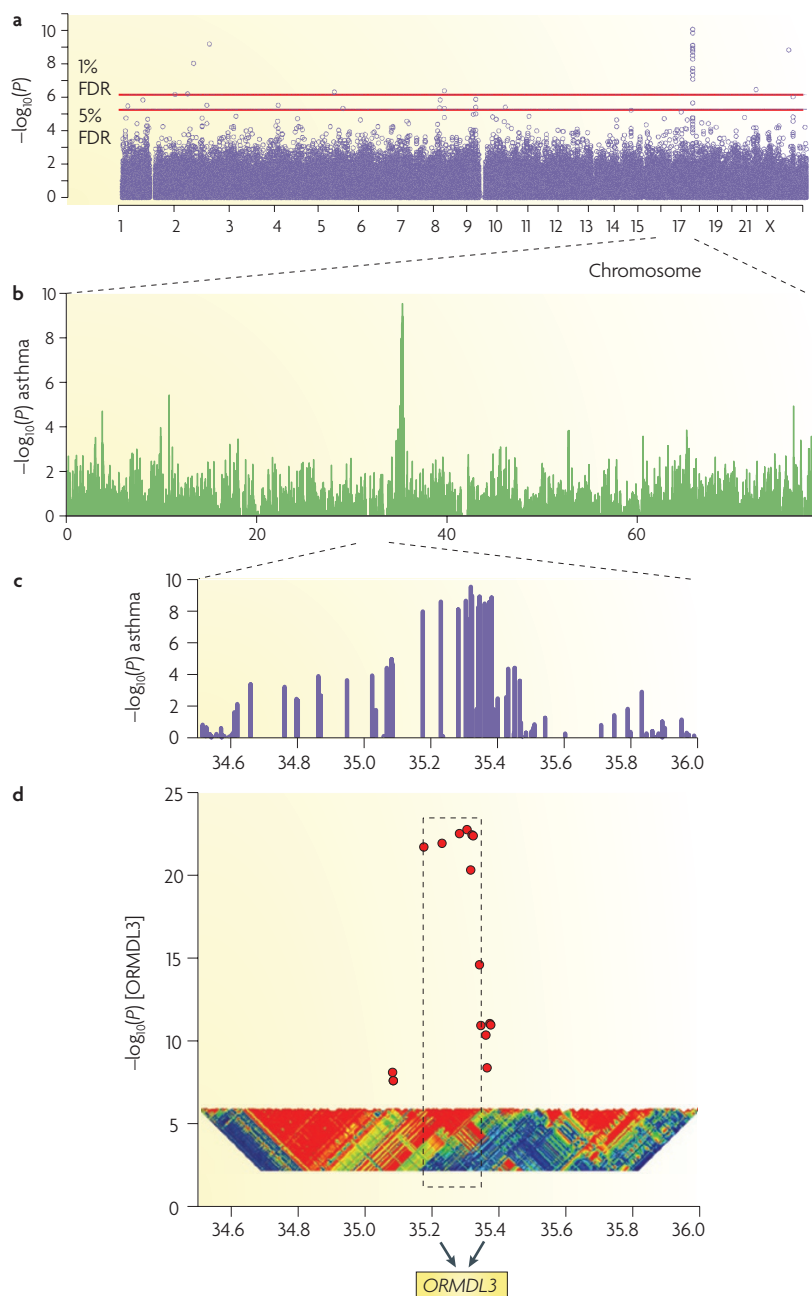 a
−log₁₀(P)
10
8
6
4
2
0
1%
FDR
5%
FDR
1 2 3 4 5 6 7 8 9 10 11 12 13 14 15 17 19 21 X
Chromosome
b
−log₁₀(P) asthma
10
8
6
4
2
0
0 20 40 60
c
−log₁₀(P) asthma
10
8
6
4
2
0
34.6 34.8 35.0 35.2 35.4 35.6 35.8 36.0
d
−log₁₀(P) [ORMDL3]
25
20
15
10
5
0
34.6 34.8 35.0 35.2 35.4 35.6 35.8 36.0
ORMDL3